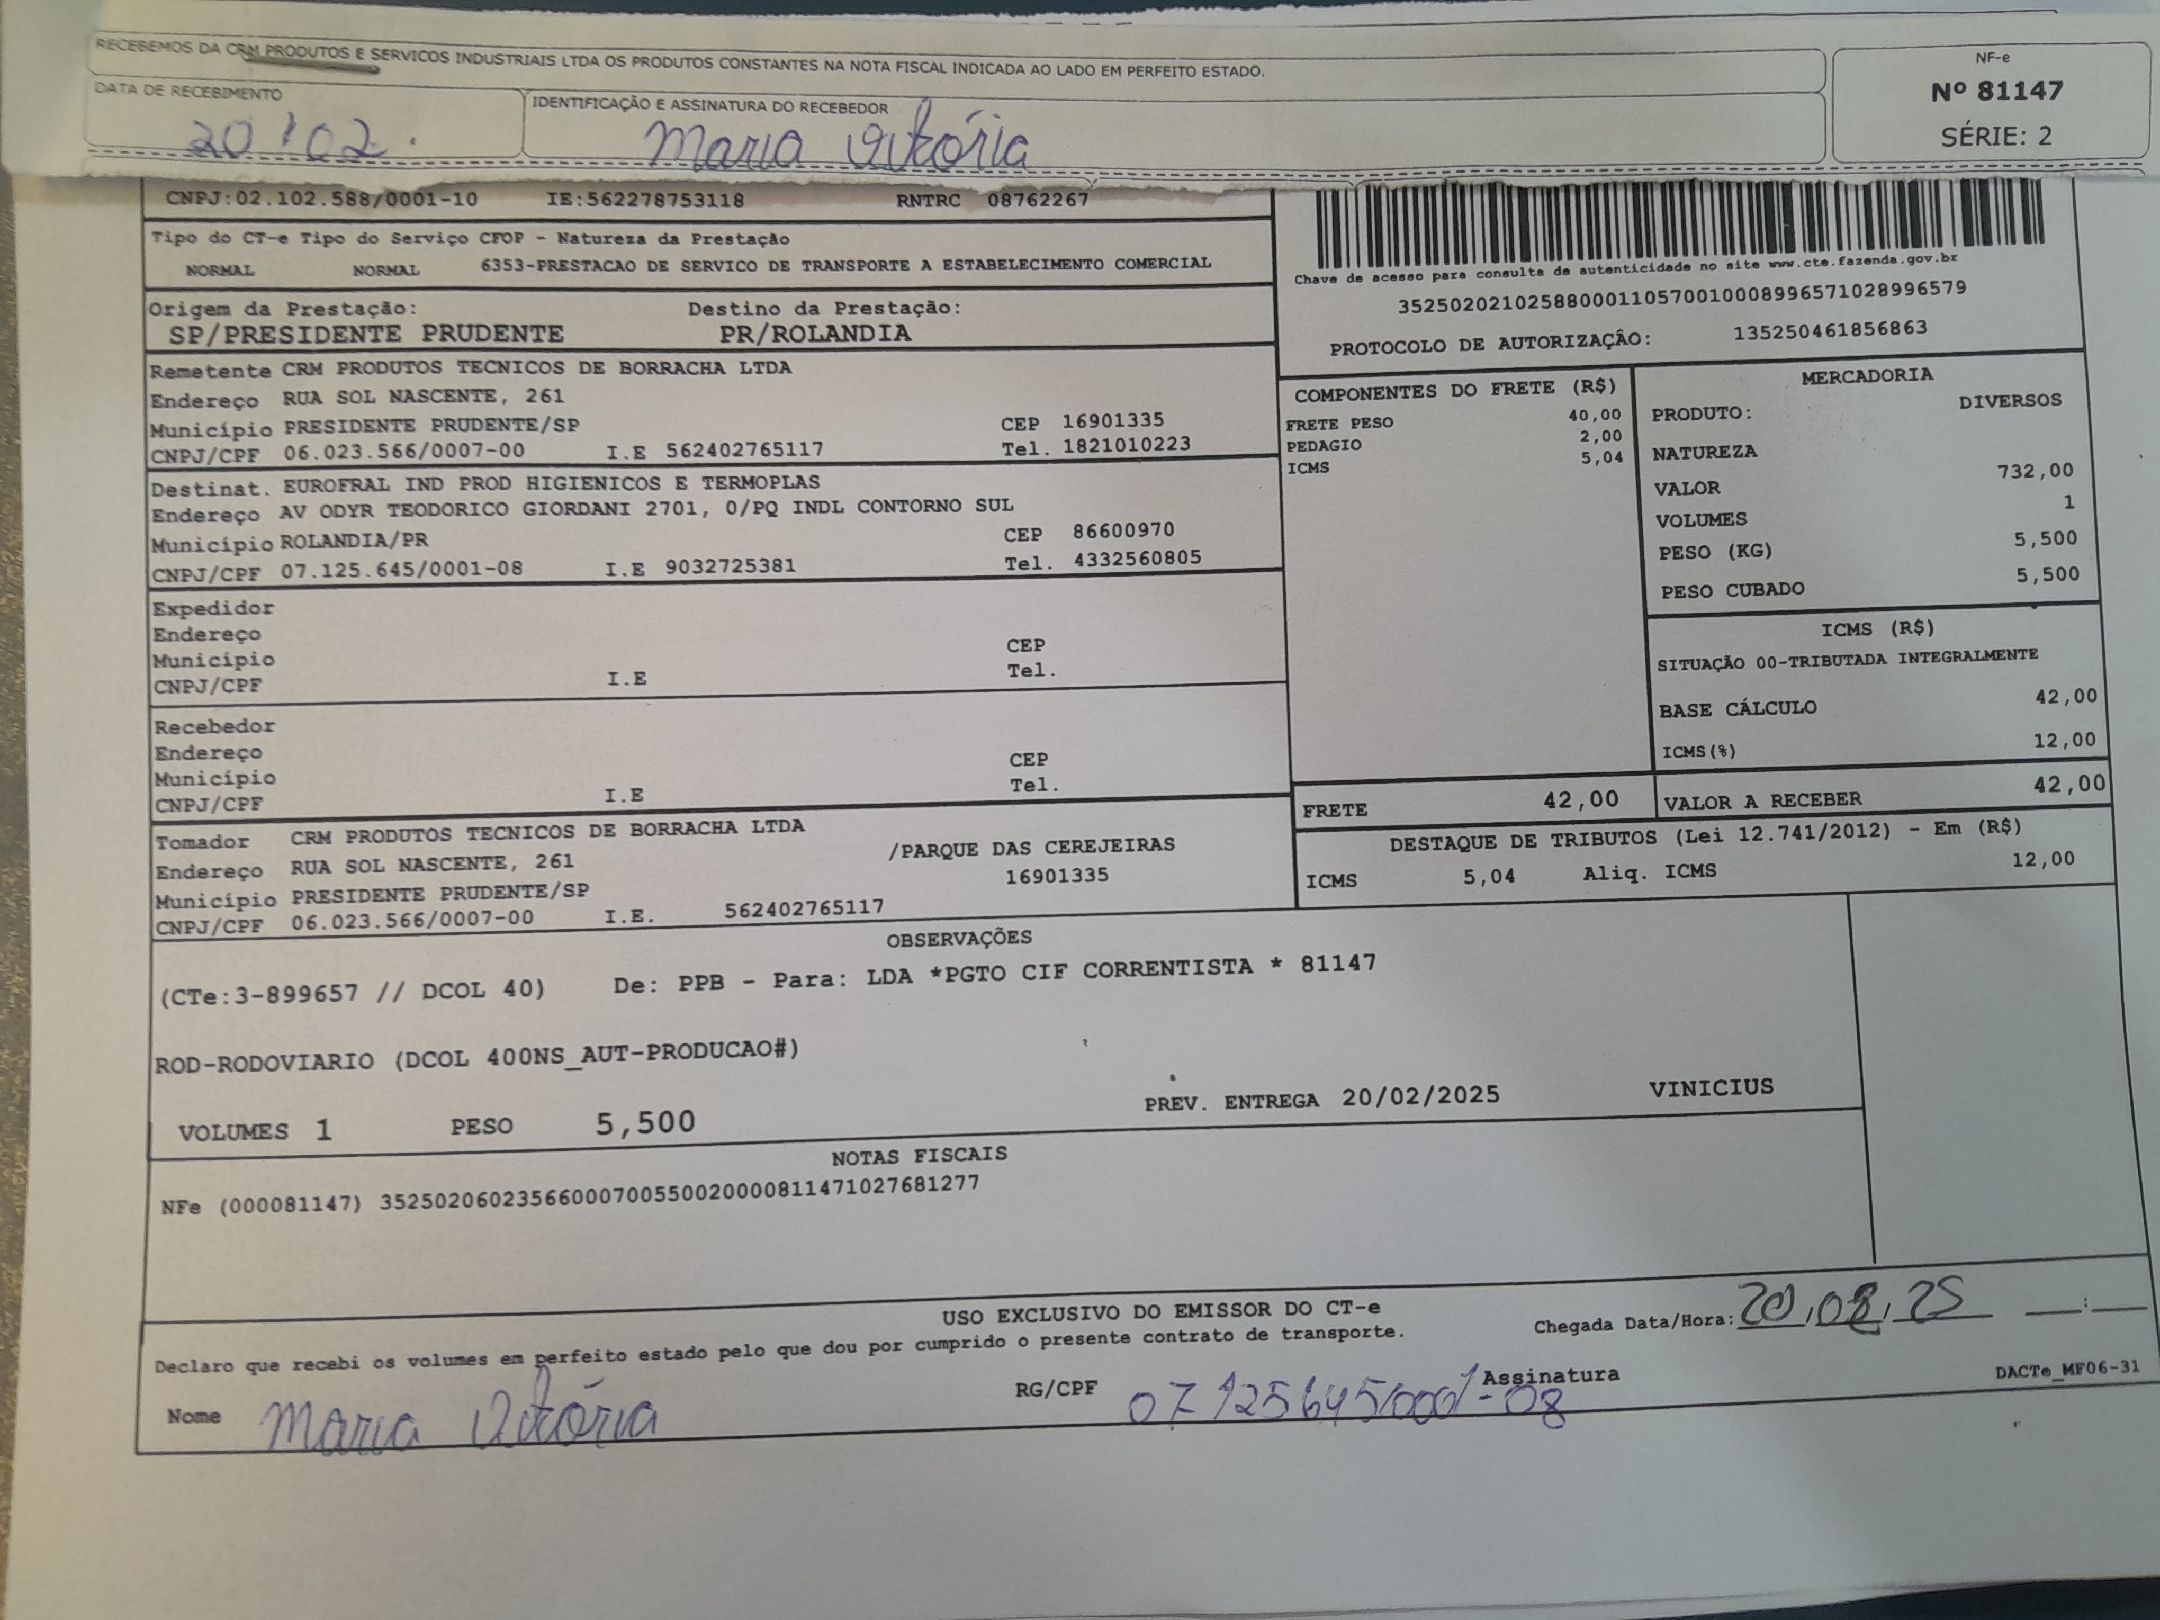 RECEBEMOS DA CRM PRODUTOS E SERVICOS INDUSTRIAIS LTDA OS PRODUTOS CONSTANTES NA NOTA FISCAL INDICADA AO LADO EM PERFEITO ESTADO.
DATA DE RECEBIMENTO
20/02.
IDENTIFICAÇÃO E ASSINATURA DO RECEBEDOR
Maria Vitória
NF-e
Nº 81147
SÉRIE: 2
CNPJ:02.102.588/0001-10 IE:562278753118 RNTRC 08762267
Tipo do CT-e Tipo do Serviço CFOP - Natureza da Prestação
NORMAL NORMAL 6353-PRESTACAO DE SERVICO DE TRANSPORTE A ESTABELECIMENTO COMERCIAL
Origem da Prestação: Destino da Prestação:
SP/PRESIDENTE PRUDENTE PR/ROLANDIA
Chave de acesso para consulta de autenticidade no site www.cte.fazenda.gov.br
35250202102588000110570010008996571028996579
PROTOCOLO DE AUTORIZAÇÂO: 135250461856863
Remetente CRM PRODUTOS TECNICOS DE BORRACHA LTDA
Endereço RUA SOL NASCENTE, 261
Município PRESIDENTE PRUDENTE/SP CEP 16901335
CNPJ/CPF 06.023.566/0007-00 I.E 562402765117 Tel. 1821010223
Destinat. EUROFRAL IND PROD HIGIENICOS E TERMOPLAS
Endereço AV ODYR TEODORICO GIORDANI 2701, 0/PQ INDL CONTORNO SUL
Município ROLANDIA/PR CEP 86600970
CNPJ/CPF 07.125.645/0001-08 I.E 9032725381 Tel. 4332560805
Expedidor
Endereço
Município CEP
CNPJ/CPF I.E Tel.
Recebedor
Endereço
Município CEP
CNPJ/CPF I.E Tel.
Tomador CRM PRODUTOS TECNICOS DE BORRACHA LTDA
Endereço RUA SOL NASCENTE, 261 /PARQUE DAS CEREJEIRAS
Município PRESIDENTE PRUDENTE/SP 16901335
CNPJ/CPF 06.023.566/0007-00 I.E. 562402765117
COMPONENTES DO FRETE (R$)
FRETE PESO 40,00
PEDAGIO 2,00
ICMS 5,04
MERCADORIA
PRODUTO: DIVERSOS
NATUREZA
VALOR 732,00
VOLUMES 1
PESO (KG) 5,500
PESO CUBADO 5,500
ICMS (R$)
SITUAÇÃO 00-TRIBUTADA INTEGRALMENTE
BASE CÁLCULO 42,00
ICMS(%) 12,00
FRETE 42,00 VALOR A RECEBER 42,00
DESTAQUE DE TRIBUTOS (Lei 12.741/2012) - Em (R$)
ICMS 5,04 Aliq. ICMS 12,00
OBSERVAÇÕES
(CTe:3-899657 // DCOL 40) De: PPB - Para: LDA *PGTO CIF CORRENTISTA * 81147
ROD-RODOVIARIO (DCOL 400NS_AUT-PRODUCAO#)
VOLUMES 1 PESO 5,500 PREV. ENTREGA 20/02/2025 VINICIUS
NOTAS FISCAIS
NFe (000081147) 35250206023566000700550020000811471027681277
USO EXCLUSIVO DO EMISSOR DO CT-e
Declaro que recebi os volumes em perfeito estado pelo que dou por cumprido o presente contrato de transporte.
Chegada Data/Hora: 20/02/25 __:__
Nome Maria Vitória RG/CPF 07125645/0001-08 Assinatura
DACTe_MF06-31